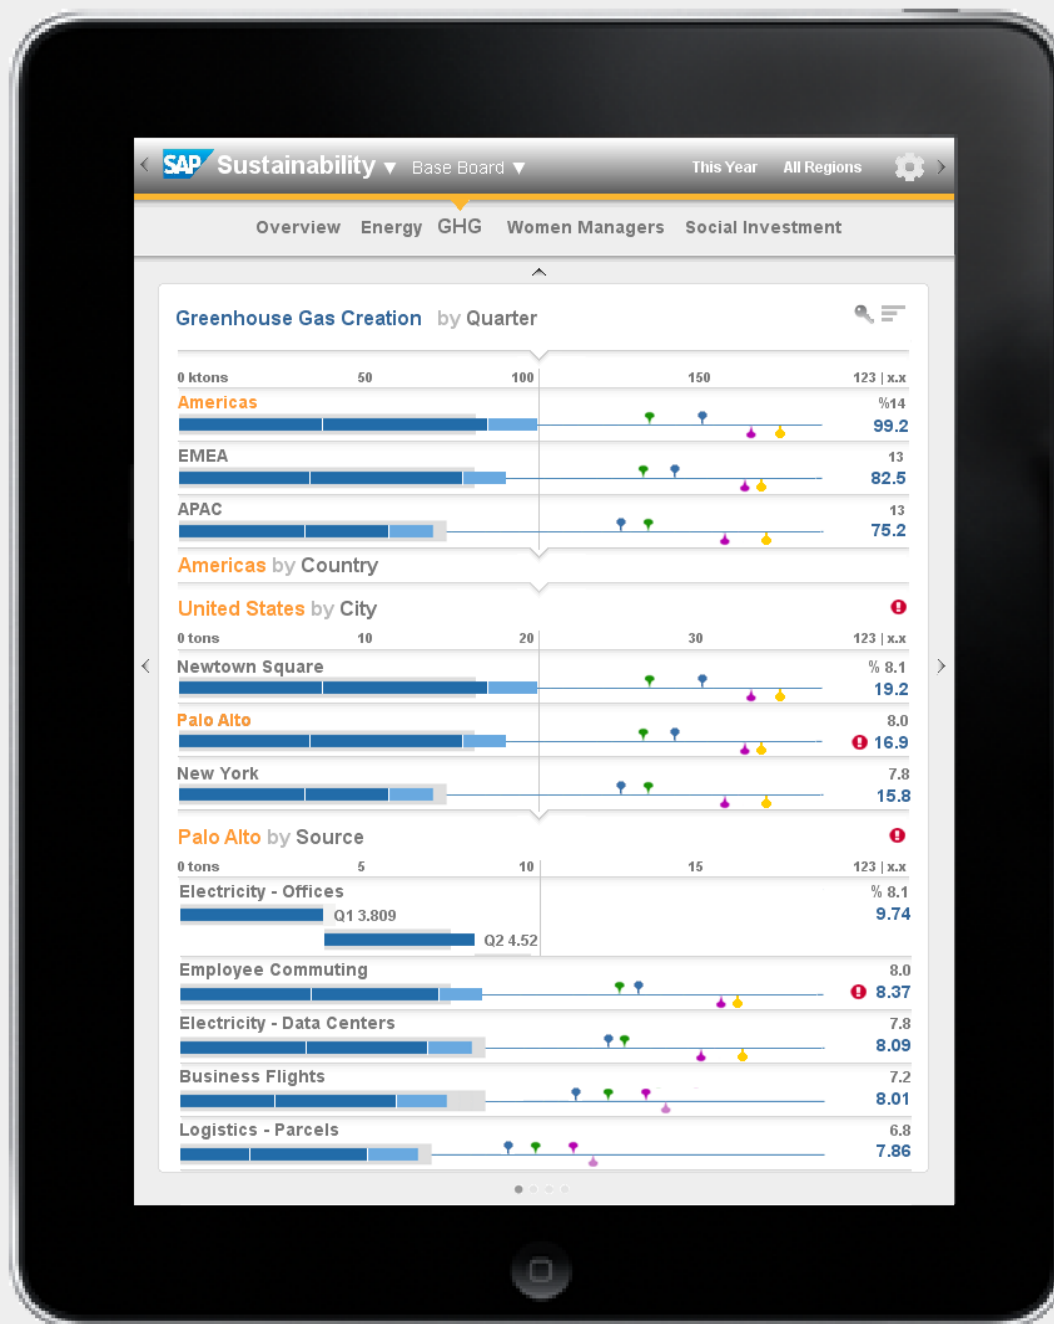 SAP Sustainability ▼ Base Board ▼ This Year All Regions
Overview Energy GHG Women Managers Social Investment
Greenhouse Gas Creation by Quarter
0 ktons 50 100 150 123 | x.x
Americas %14
99.2
EMEA 13
82.5
APAC 13
75.2
Americas by Country
United States by City
0 tons 10 20 30 123 | x.x
Newtown Square % 8.1
19.2
Palo Alto 8.0
16.9
New York 7.8
15.8
Palo Alto by Source
0 tons 5 10 15 123 | x.x
Electricity - Offices % 8.1
Q1 3.809 9.74
Q2 4.52
Employee Commuting 8.0
8.37
Electricity - Data Centers 7.8
8.09
Business Flights 7.2
8.01
Logistics - Parcels 6.8
7.86